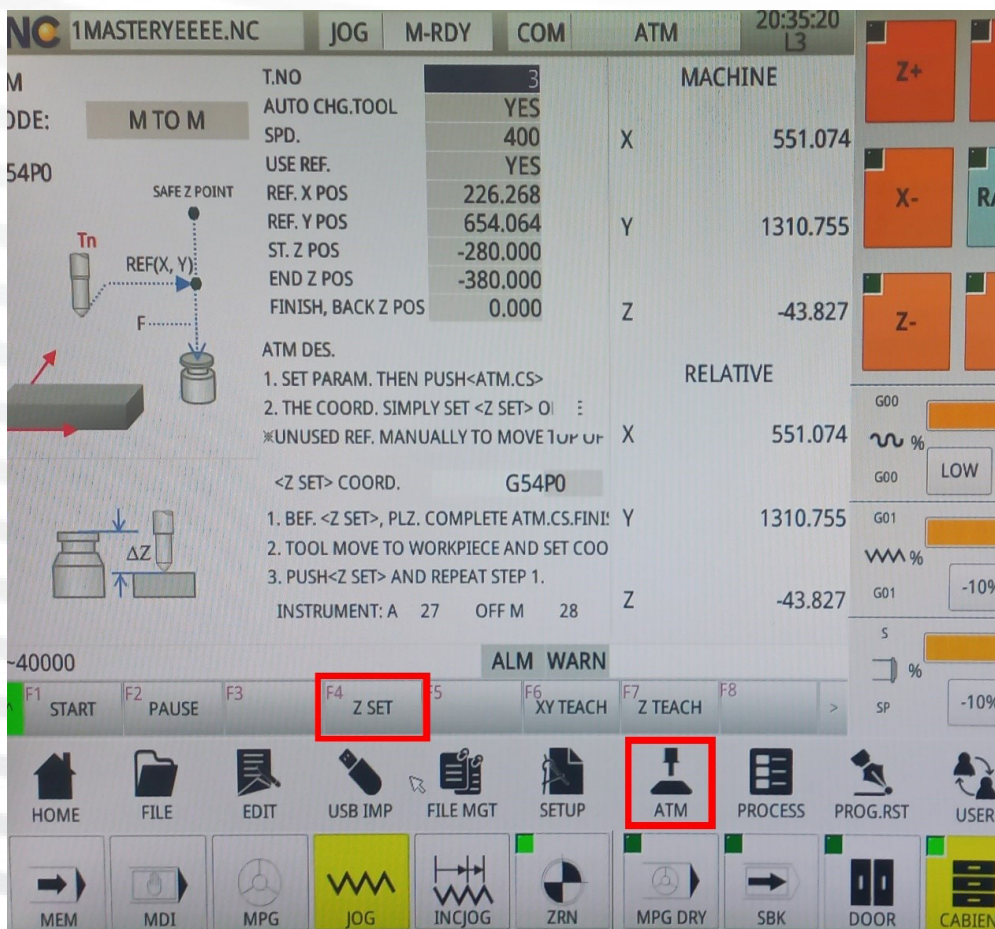 NC 1MASTERYEEEE.NC JOG M-RDY COM ATM 20:35:20
L3
M
ODE: M TO M
54P0
SAFE Z POINT
Tn
REF(X, Y)
F
T.NO 3
AUTO CHG.TOOL YES
SPD. 400
USE REF. YES
REF. X POS 226.268
REF. Y POS 654.064
ST. Z POS -280.000
END Z POS -380.000
FINISH, BACK Z POS 0.000
ATM DES.
1. SET PARAM. THEN PUSH<ATM.CS>
2. THE COORD. SIMPLY SET <Z SET>
※UNUSED REF. MANUALLY TO MOVE
ΔZ
<Z SET> COORD. G54P0
1. BEF. <Z SET>, PLZ. COMPLETE ATM.CS.FINI
2. TOOL MOVE TO WORKPIECE AND SET COO
3. PUSH<Z SET> AND REPEAT STEP 1.
INSTRUMENT: A 27 OFF M 28
MACHINE
X 551.074
Y 1310.755
Z -43.827
RELATIVE
X 551.074
Y 1310.755
Z -43.827
~40000 ALM WARN
F1 START F2 PAUSE F3 F4 Z SET F5 F6 XY TEACH F7 Z TEACH F8 >
HOME FILE EDIT USB IMP FILE MGT SETUP ATM PROCESS PROG.RST USER
MEM MDI MPG JOG INCJOG ZRN MPG DRY SBK DOOR CABIEN
Z+
X- RA
Z-
G00
%
G00 LOW
G01
%
G01 -10%
S
%
SP -10%